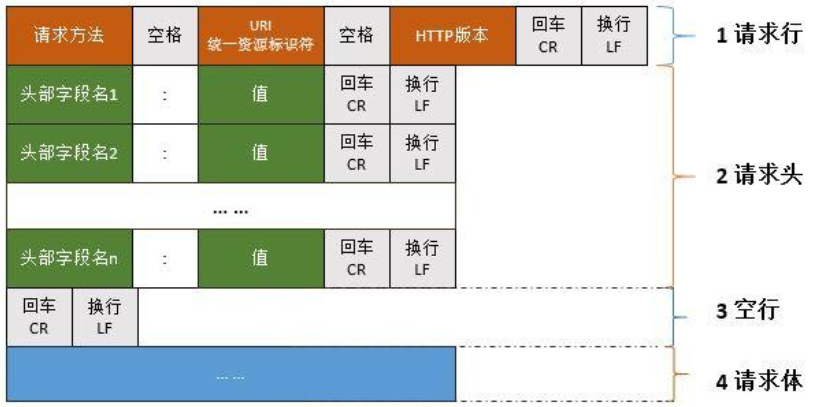 请求方法 空格 URI 统一资源标识符 空格 HTTP版本 回车 CR 换行 LF 1 请求行
头部字段名1 : 值 回车 CR 换行 LF
头部字段名2 : 值 回车 CR 换行 LF
2 请求头
... ...
头部字段名n : 值 回车 CR 换行 LF
回车 CR 换行 LF 3 空行
... ... 4 请求体